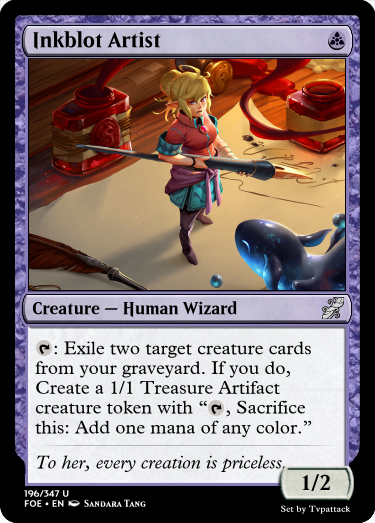 Inkblot Artist
Creature — Human Wizard
: Exile two target creature cards
from your graveyard. If you do,
Create a 1/1 Treasure Artifact
creature token with “ , Sacrifice
this: Add one mana of any color.”
To her, every creation is priceless.
1/2
196/347 U
FOE • EN Sandara Tang
Set by Tvpattack